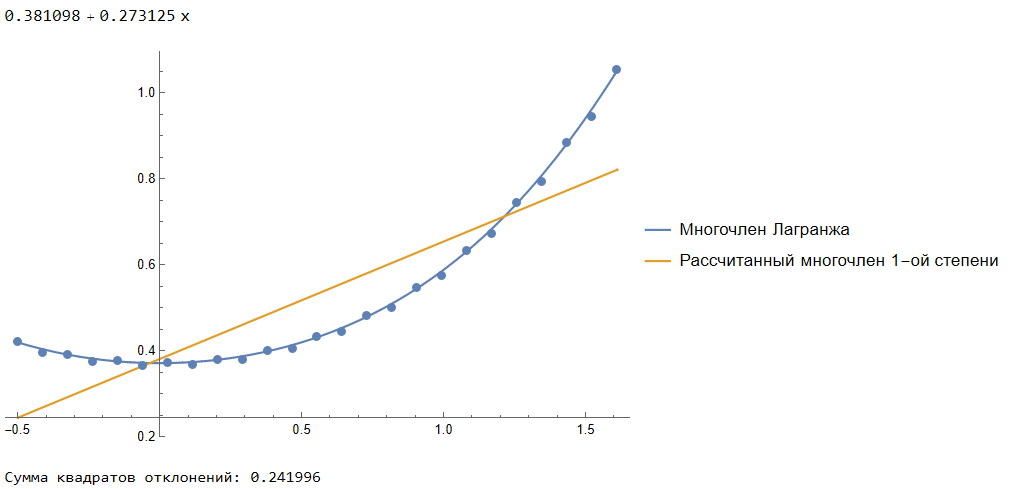 0.381098 + 0.273125 x
1.0
0.8
0.6
0.4
0.2
−0.5
0.5
1.0
1.5
Многочлен Лагранжа
Рассчитанный многочлен 1−ой степени
Сумма квадратов отклонений: 0.241996